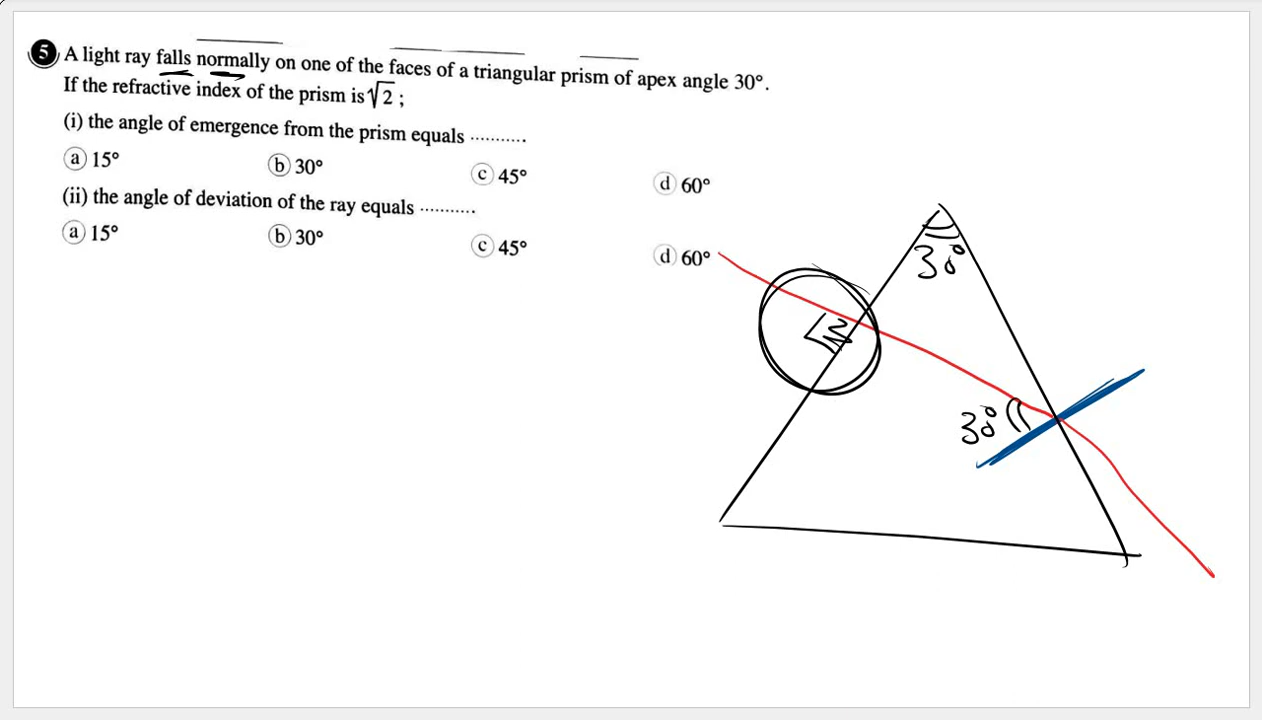 5 A light ray falls normally on one of the faces of a triangular prism of apex angle 30°.
If the refractive index of the prism is √2 ;
(i) the angle of emergence from the prism equals ...........
a 15° b 30° c 45° d 60°
(ii) the angle of deviation of the ray equals ...........
a 15° b 30° c 45° d 60°
30°
30°